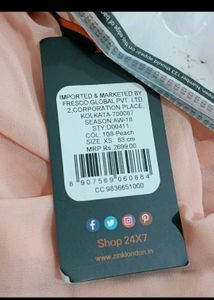 IMPORTED & MARKETED BY
FRESCO GLOBAL PVT. LTD.
2,CORPORATION PLACE,
KOLKATA-700087
SEASON:AW-18
STY:D00411
COL:108-Peach
SIZE: XS  83 cm
MRP Rs.2699.00
8 907569 060884
CC:9836651000
Shop 24X7
www.zinklondon.in